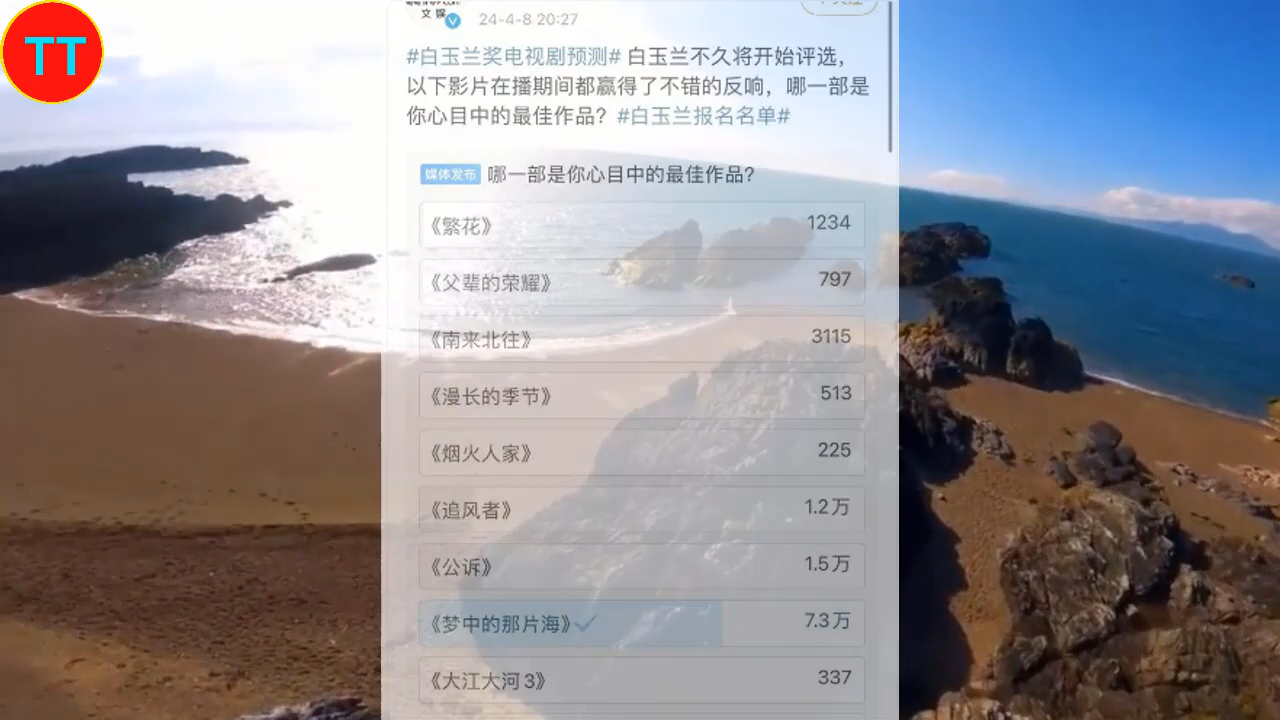 TT
文 娱
24-4-8 20:27
#白玉兰奖电视剧预测# 白玉兰不久将开始评选，
以下影片在播期间都赢得了不错的反响，哪一部是
你心目中的最佳作品？#白玉兰报名名单#
媒体发布 哪一部是你心目中的最佳作品?
《繁花》 1234
《父辈的荣耀》 797
《南来北往》 3115
《漫长的季节》 513
《烟火人家》 225
《追风者》 1.2万
《公诉》 1.5万
《梦中的那片海》 7.3万
《大江大河3》 337